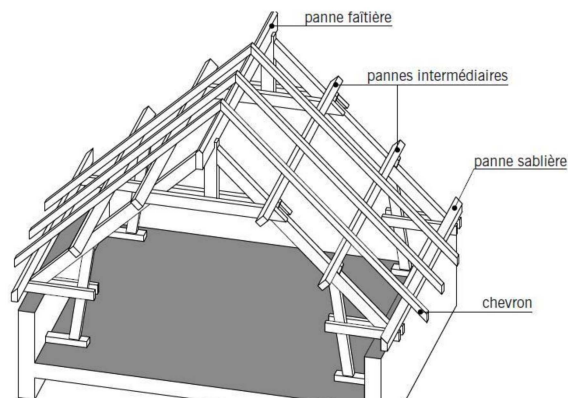 panne faîtière
pannes intermédiaires
panne sablière
chevron